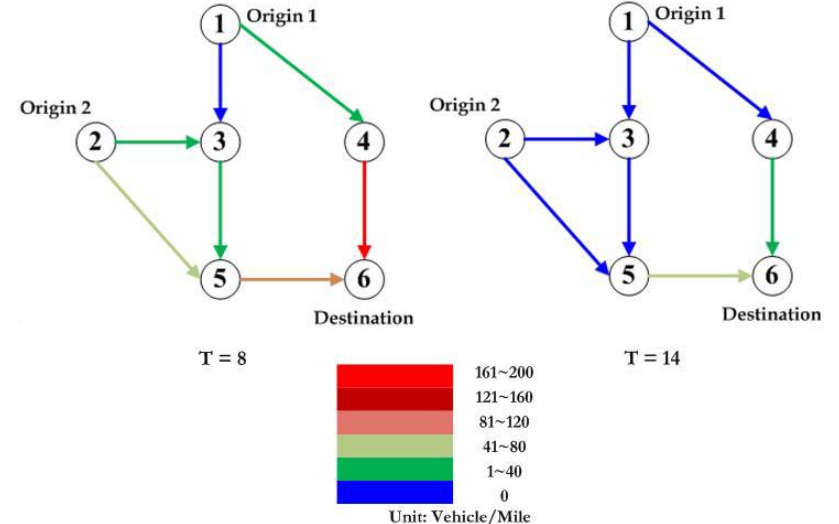 1 Origin 1
Origin 2
2 3 4
5 6
Destination
T = 8
1 Origin 1
Origin 2
2 3 4
5 6
Destination
T = 14
161~200
121~160
81~120
41~80
1~40
0
Unit: Vehicle/Mile